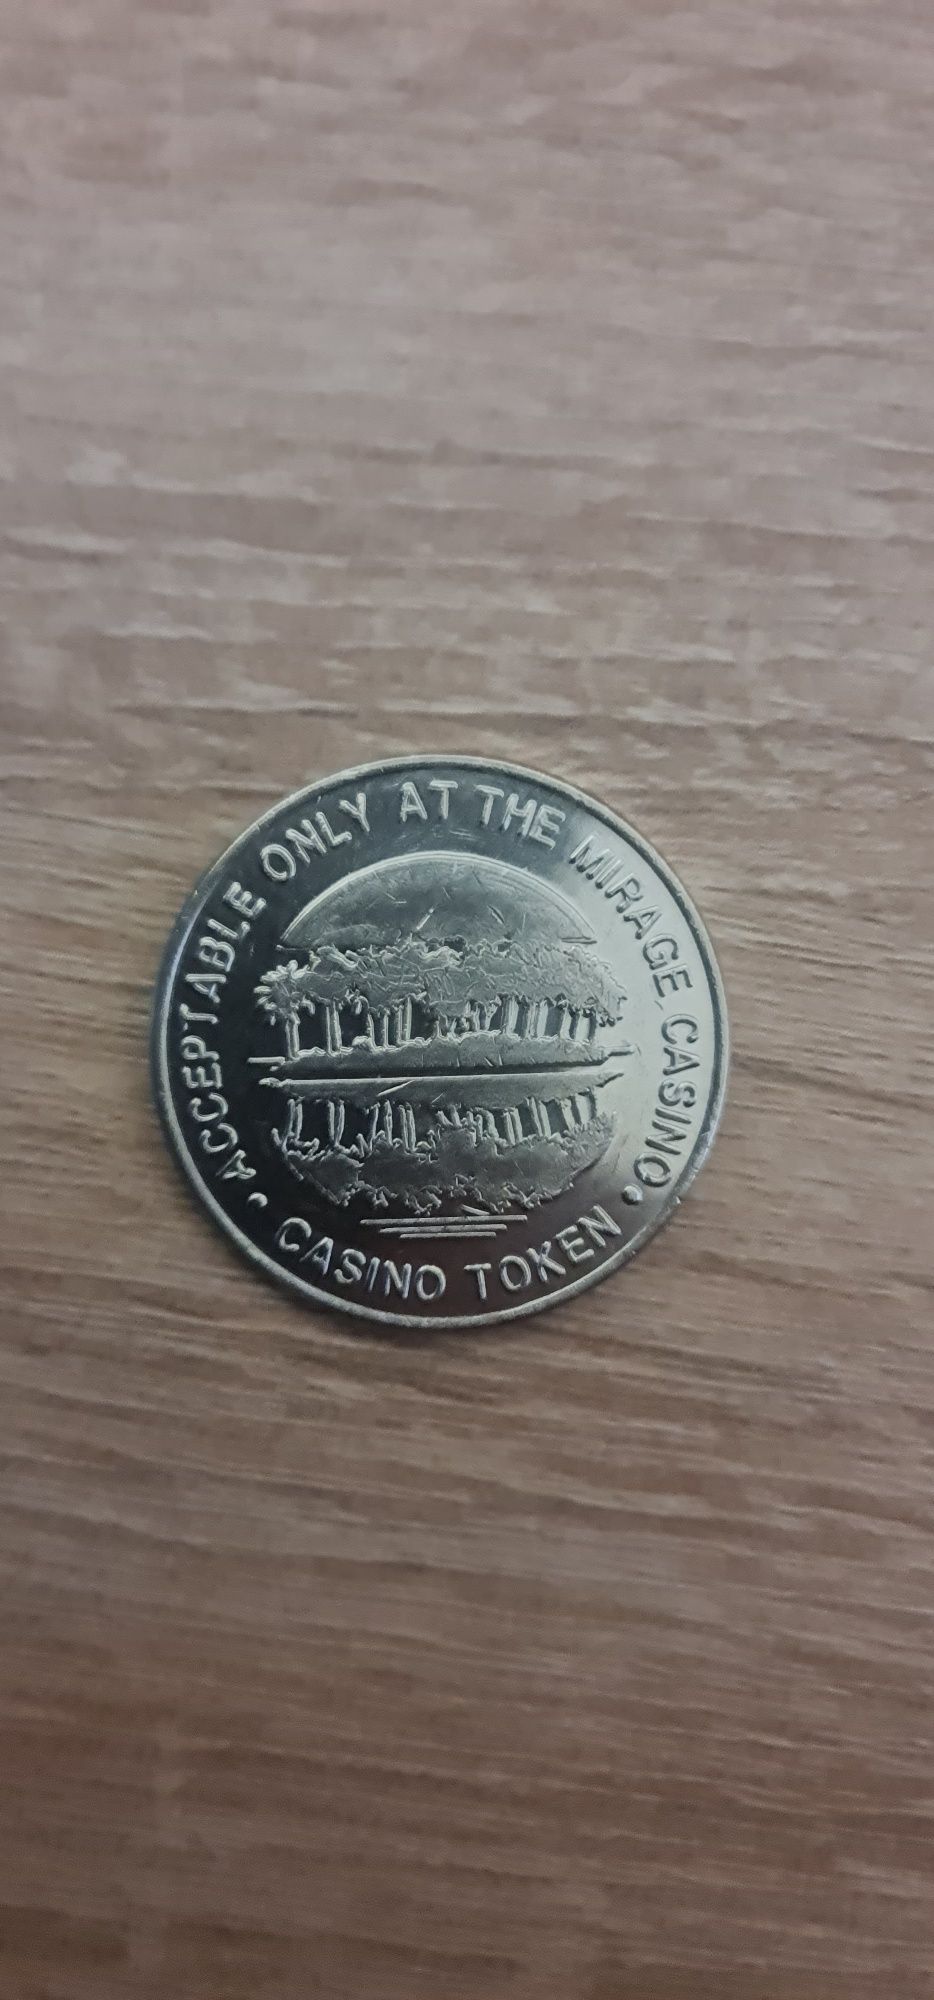 ACCEPTABLE ONLY AT THE MIRAGE CASINO
• CASINO TOKEN •